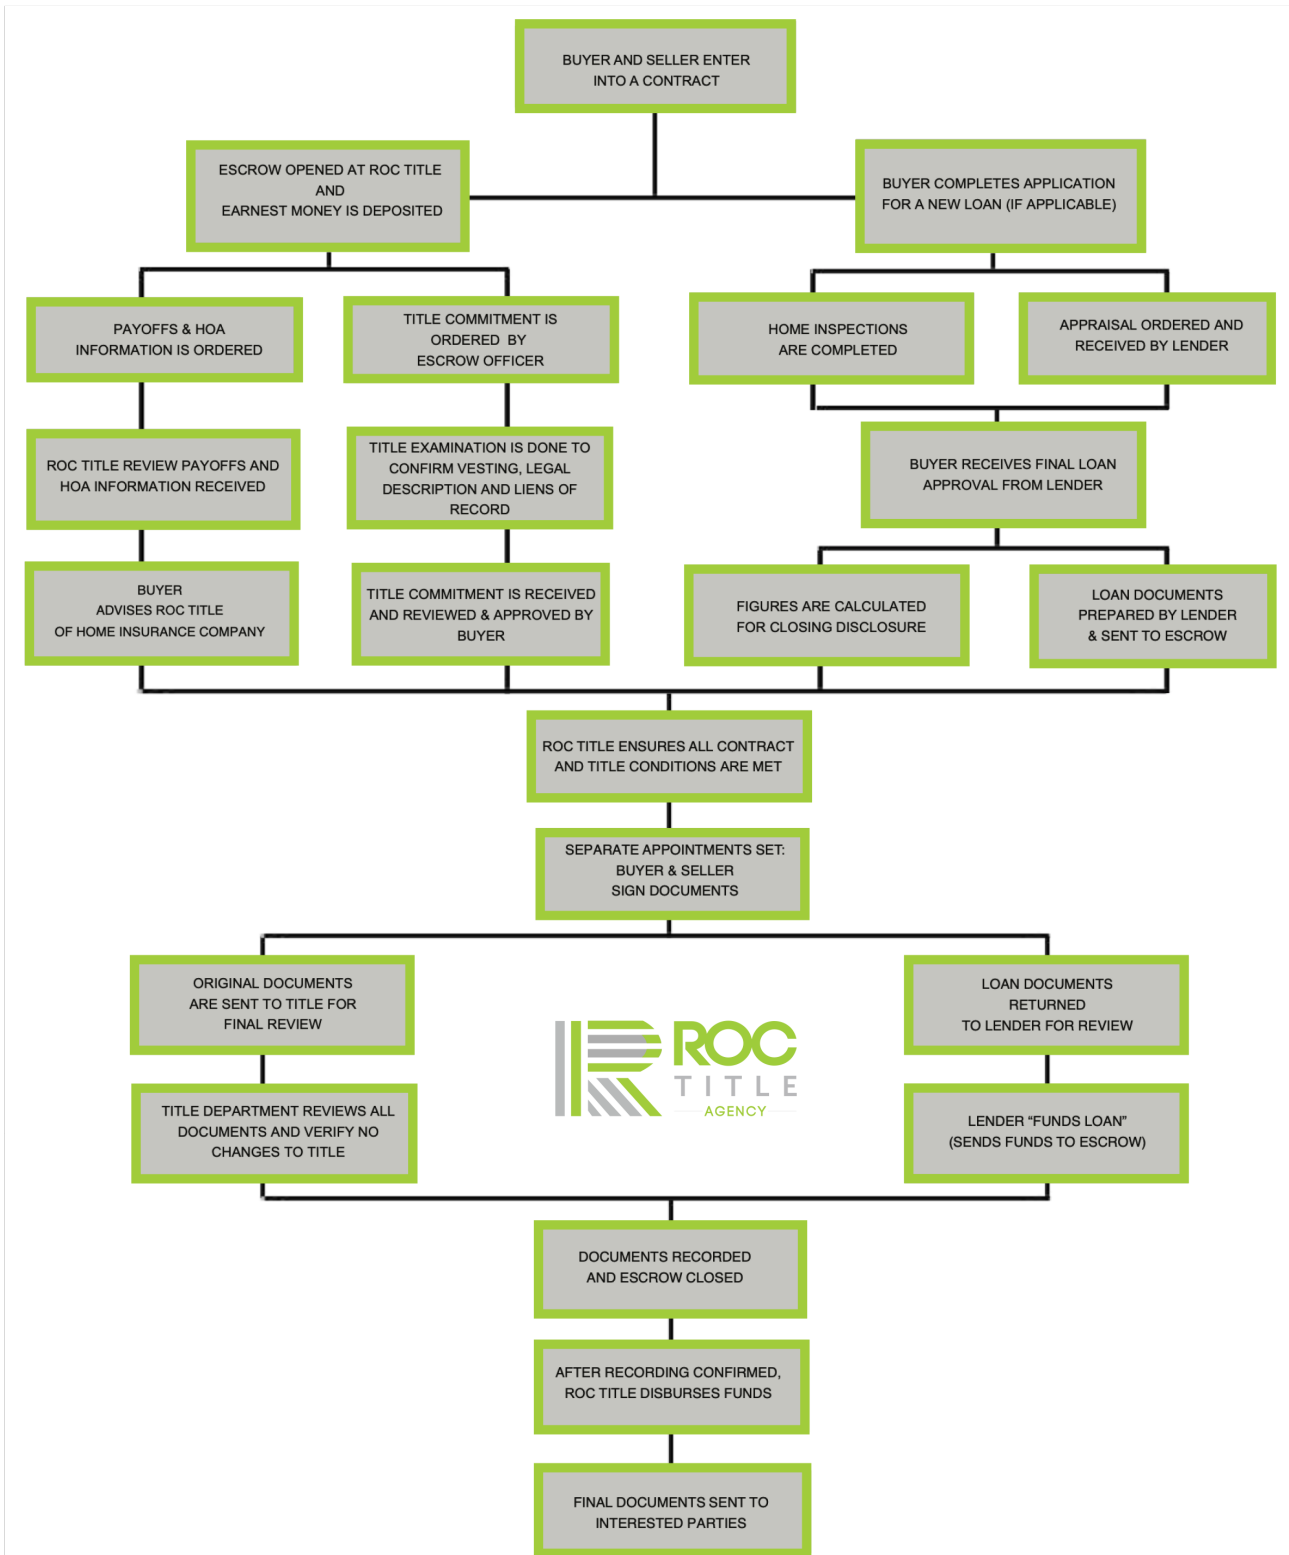 BUYER AND SELLER ENTER
INTO A CONTRACT
ESCROW OPENED AT ROC TITLE
AND
EARNEST MONEY IS DEPOSITED
BUYER COMPLETES APPLICATION
FOR A NEW LOAN (IF APPLICABLE)
PAYOFFS & HOA
INFORMATION IS ORDERED
TITLE COMMITMENT IS
ORDERED BY
ESCROW OFFICER
HOME INSPECTIONS
ARE COMPLETED
APPRAISAL ORDERED AND
RECEIVED BY LENDER
ROC TITLE REVIEW PAYOFFS AND
HOA INFORMATION RECEIVED
TITLE EXAMINATION IS DONE TO
CONFIRM VESTING, LEGAL
DESCRIPTION AND LIENS OF
RECORD
BUYER RECEIVES FINAL LOAN
APPROVAL FROM LENDER
BUYER
ADVISES ROC TITLE
OF HOME INSURANCE COMPANY
TITLE COMMITMENT IS RECEIVED
AND REVIEWED & APPROVED BY
BUYER
FIGURES ARE CALCULATED
FOR CLOSING DISCLOSURE
LOAN DOCUMENTS
PREPARED BY LENDER
& SENT TO ESCROW
ROC TITLE ENSURES ALL CONTRACT
AND TITLE CONDITIONS ARE MET
SEPARATE APPOINTMENTS SET:
BUYER & SELLER
SIGN DOCUMENTS
ORIGINAL DOCUMENTS
ARE SENT TO TITLE FOR
FINAL REVIEW
LOAN DOCUMENTS
RETURNED
TO LENDER FOR REVIEW
ROC
TITLE
AGENCY
TITLE DEPARTMENT REVIEWS ALL
DOCUMENTS AND VERIFY NO
CHANGES TO TITLE
LENDER “FUNDS LOAN”
(SENDS FUNDS TO ESCROW)
DOCUMENTS RECORDED
AND ESCROW CLOSED
AFTER RECORDING CONFIRMED,
ROC TITLE DISBURSES FUNDS
FINAL DOCUMENTS SENT TO
INTERESTED PARTIES